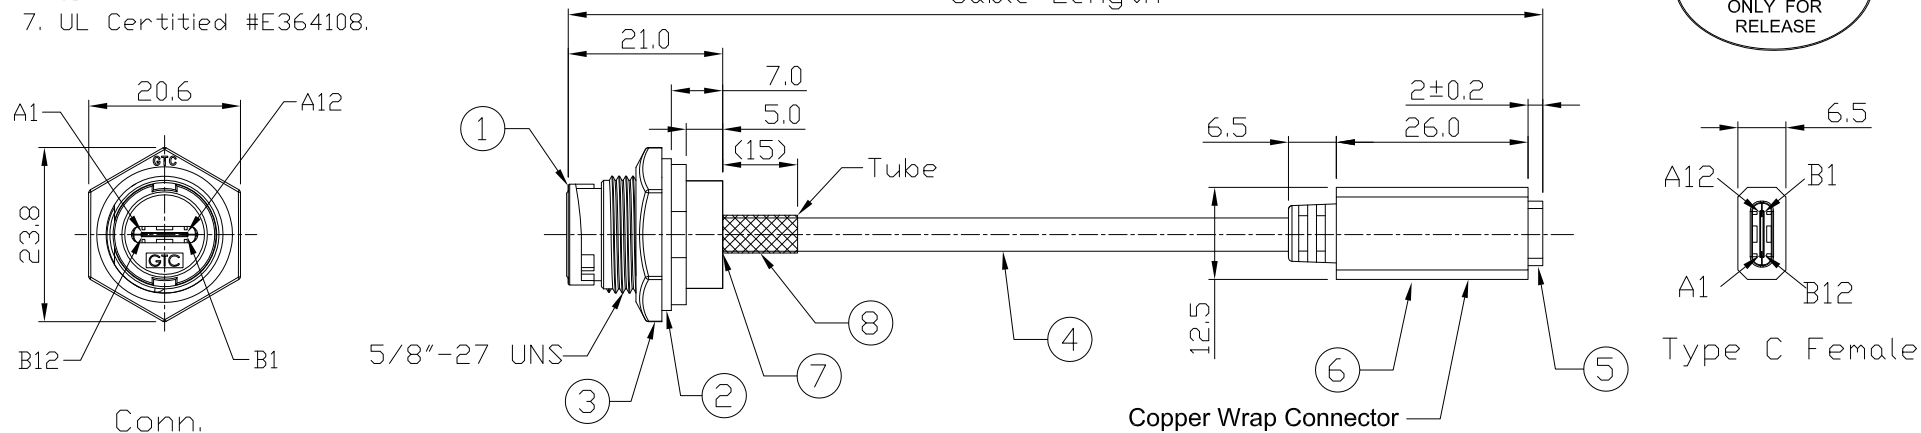 7. UL Certitied #E364108.
ONLY FOR
RELEASE
21.0
7.0
5.0
(15)
Tube
2±0.2
6.5
26.0
6.5
20.6
A1
A12
GTC
23.8
GTC
B12
B1
Conn.
1
5/8"-27 UNS
3
2
7
8
4
12.5
6
5
Copper Wrap Connector
A12
B1
A1
B12
Type C Female